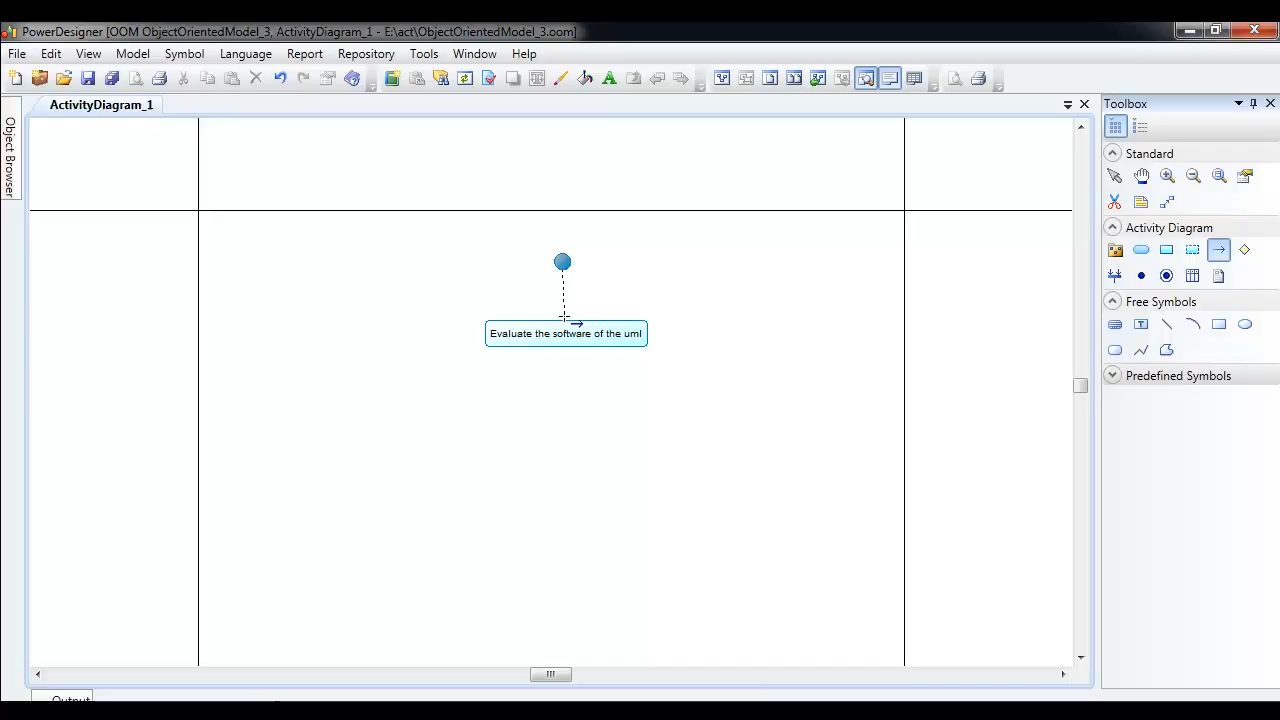 PowerDesigner [OOM ObjectOrientedModel_3, ActivityDiagram_1 - E:\act\ObjectOrientedModel_3.oom]
File Edit View Model Symbol Language Report Repository Tools Window Help
ActivityDiagram_1
Toolbox
Object Browser
Standard
Activity Diagram
Free Symbols
Evaluate the software of the uml
Predefined Symbols
Output